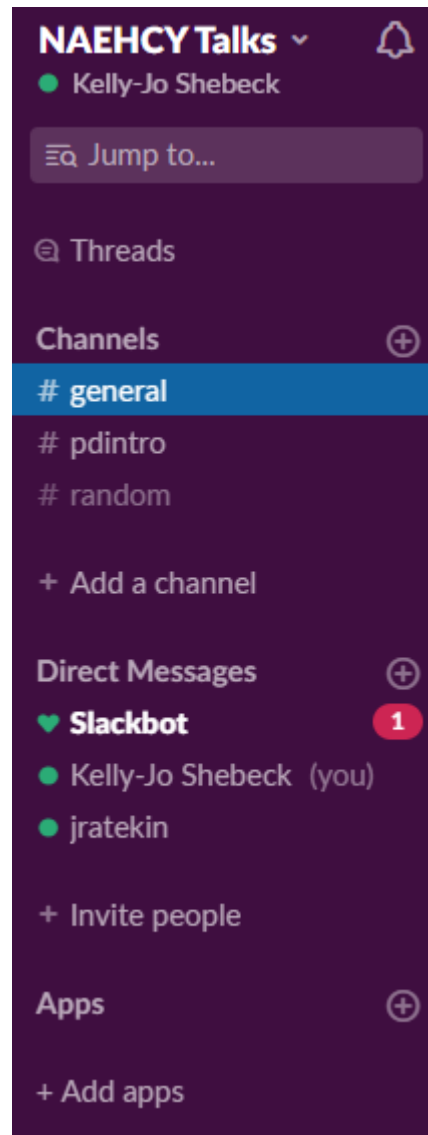 NAEHCY Talks
Kelly-Jo Shebeck
Jump to...
Threads
Channels
# general
# pdintro
# random
+ Add a channel
Direct Messages
Slackbot 1
Kelly-Jo Shebeck (you)
jratekin
+ Invite people
Apps
+ Add apps